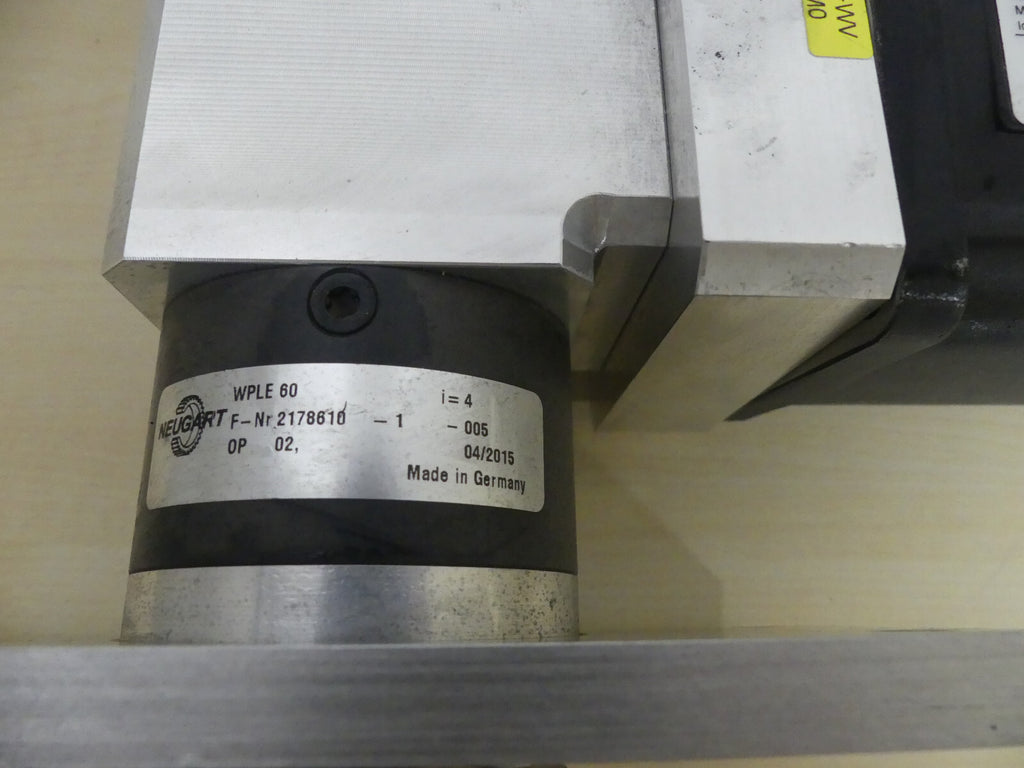 WPLE 60 i= 4
NEUGART F-Nr 2178610 - 1 - 005
OP 02, 04/2015
Made in Germany